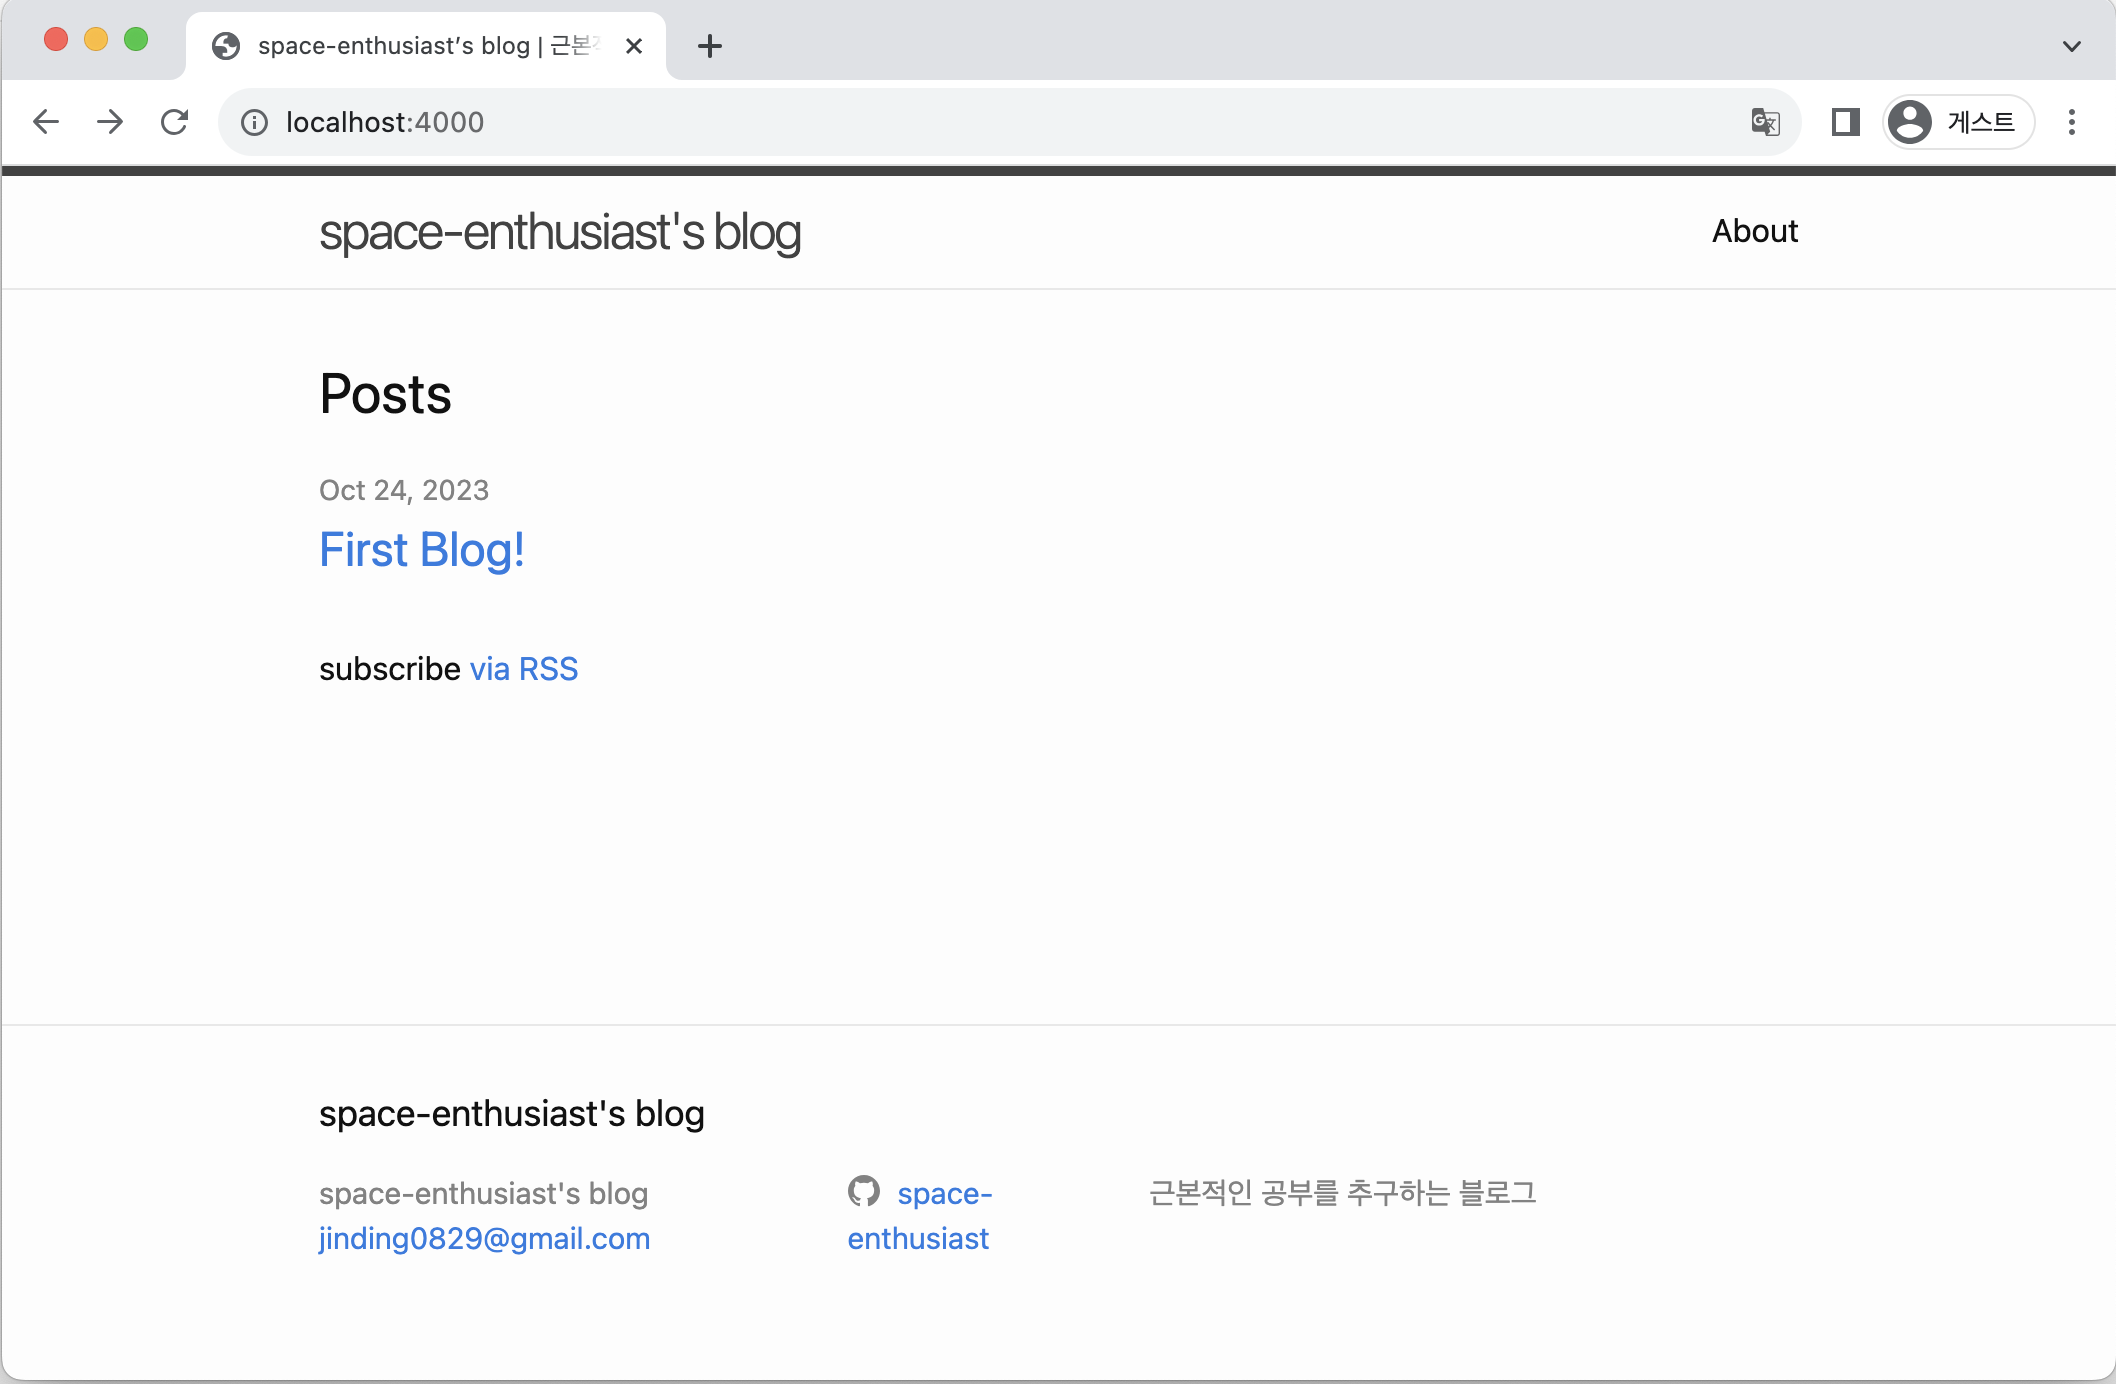 space-enthusiast’s blog | 근본
localhost:4000
게스트
space-enthusiast's blog
About
Posts
Oct 24, 2023
First Blog!
subscribe via RSS
space-enthusiast's blog
space-enthusiast's blog
jinding0829@gmail.com
space-
enthusiast
근본적인 공부를 추구하는 블로그